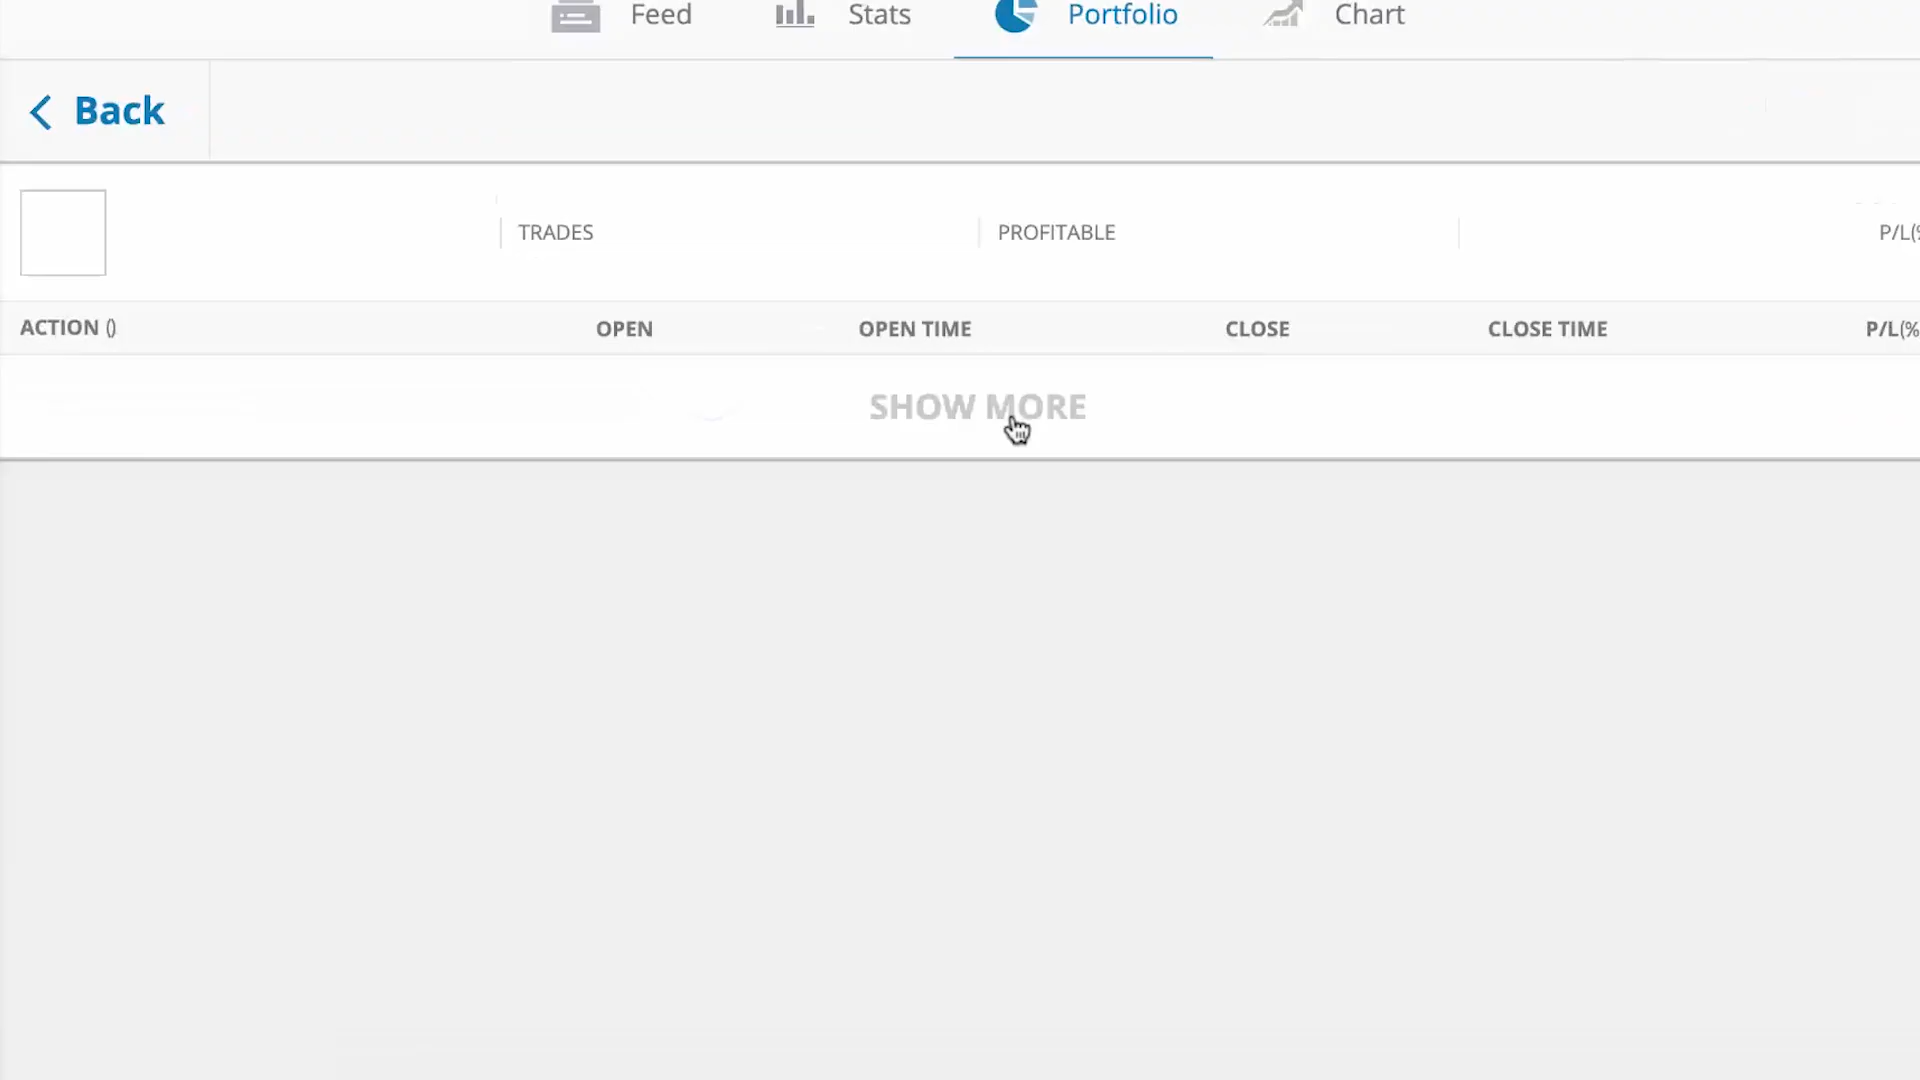 Feed Stats Portfolio Chart
Back
TRADES PROFITABLE P/L(%
ACTION () OPEN OPEN TIME CLOSE CLOSE TIME P/L(%
SHOW MORE